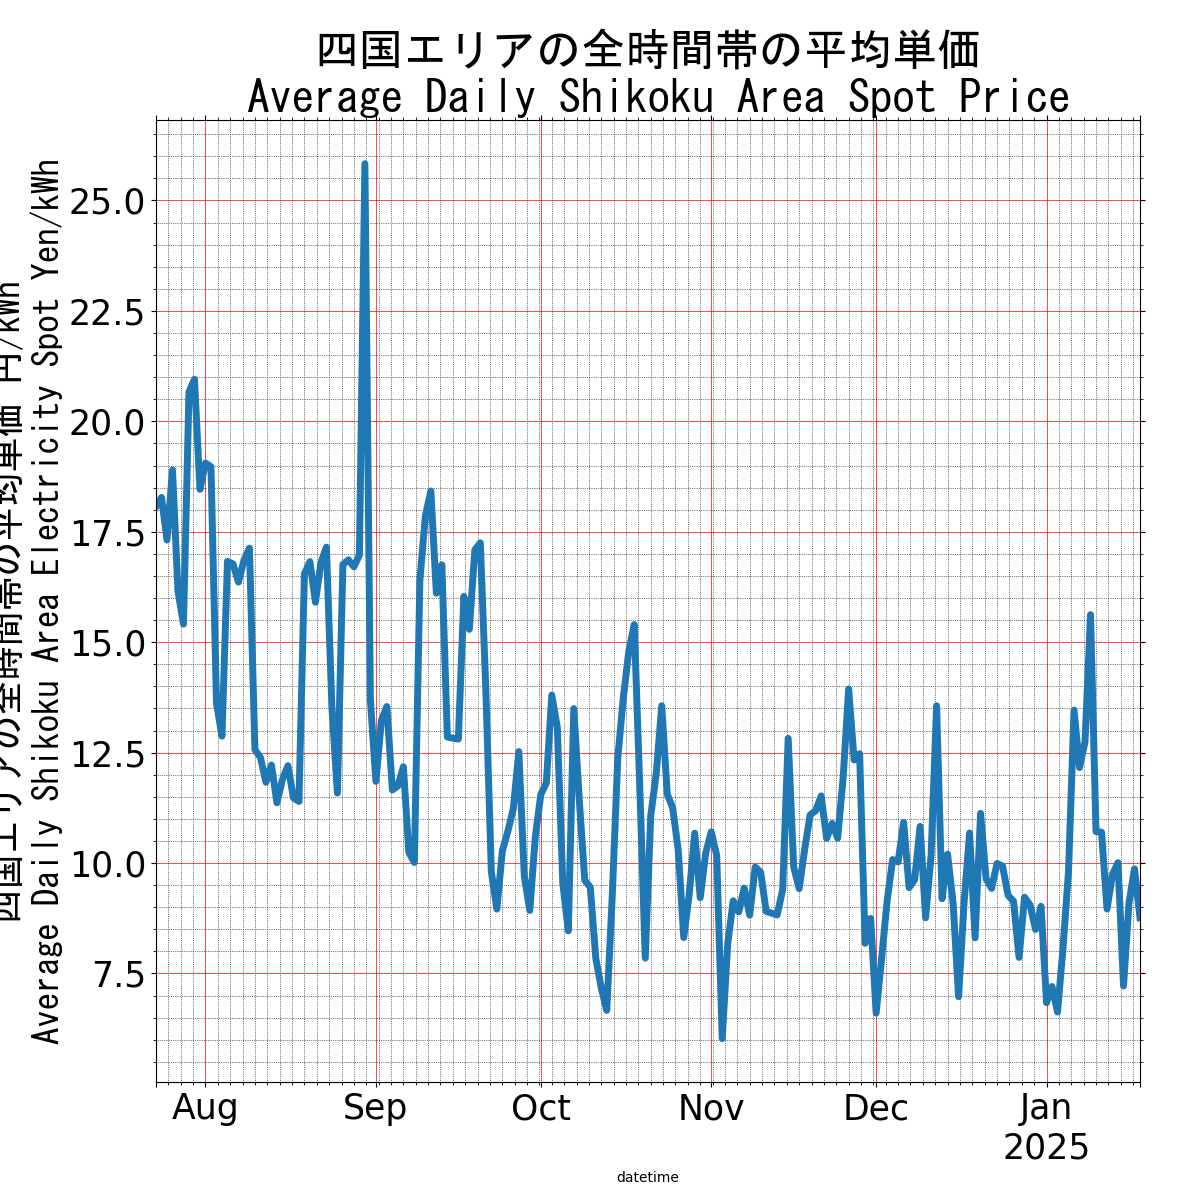 四国エリアの全時間帯の平均単価
Average Daily Shikoku Area Spot Price
四国エリアの全時間帯の平均単価 円/kWh
Average Daily Shikoku Area Electricity Spot Yen/kWh
25.0
22.5
20.0
17.5
15.0
12.5
10.0
7.5
Aug
Sep
Oct
Nov
Dec
Jan
2025
datetime